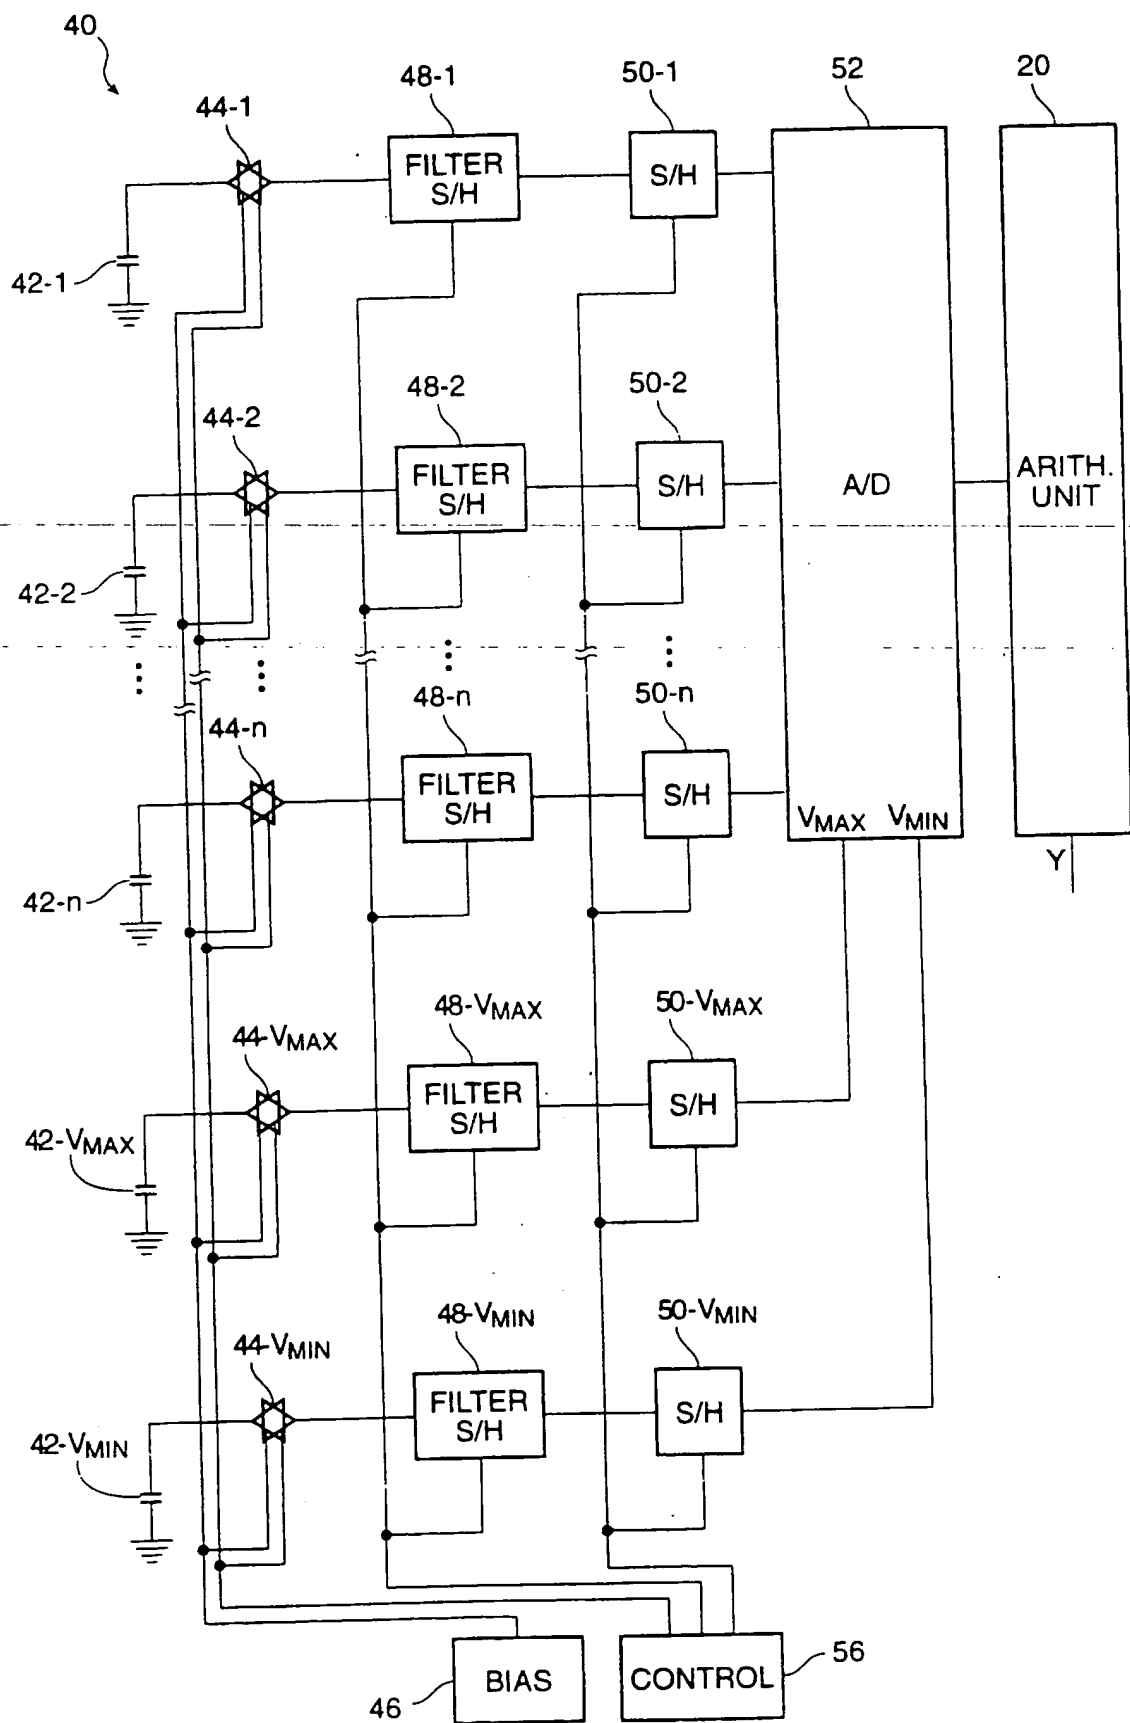 40
48-1
50-1
52
20
44-1
FILTER
S/H
S/H
42-1
48-2
50-2
44-2
FILTER
S/H
S/H
A/D
ARITH.
UNIT
42-2
48-n
50-n
44-n
FILTER
S/H
S/H
VMAX VMIN
Y
42-n
48-VMAX
50-VMAX
44-VMAX
FILTER
S/H
S/H
42-VMAX
48-VMIN
50-VMIN
44-VMIN
FILTER
S/H
S/H
42-VMIN
56
BIAS
CONTROL
46